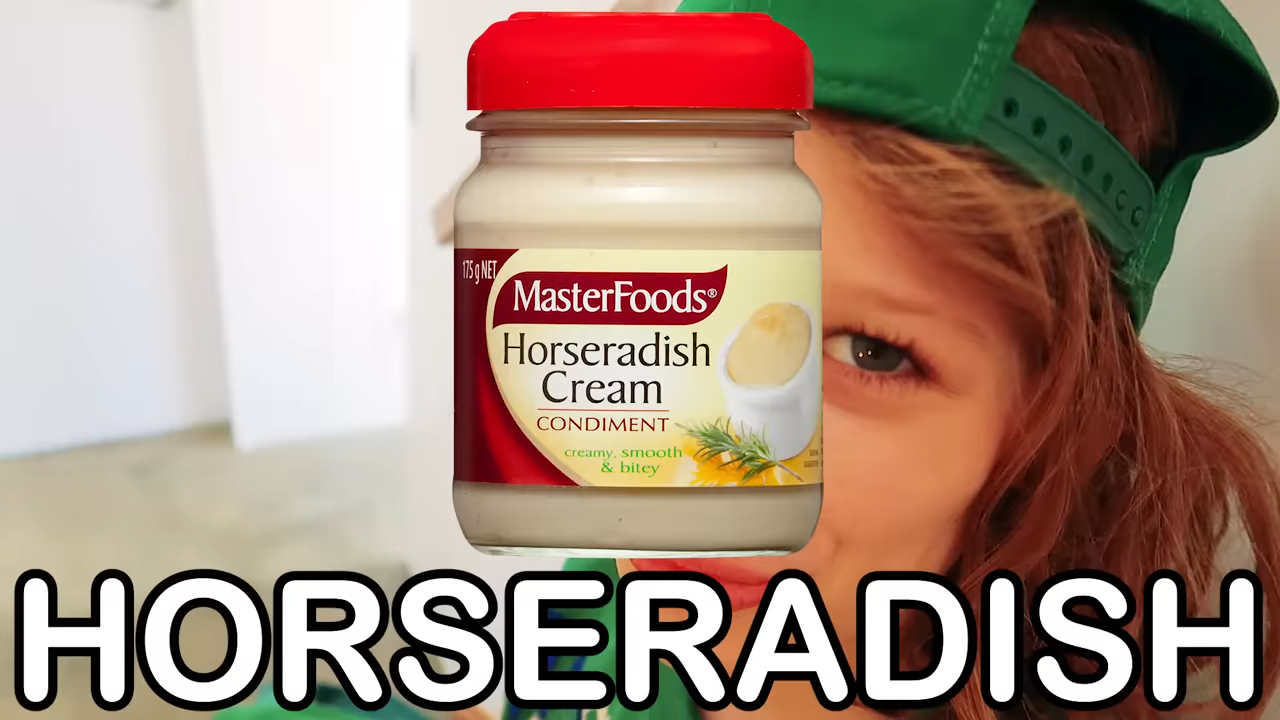 175 g NET
MasterFoods®
Horseradish
Cream
CONDIMENT
creamy, smooth
& bitey
HORSERADISH